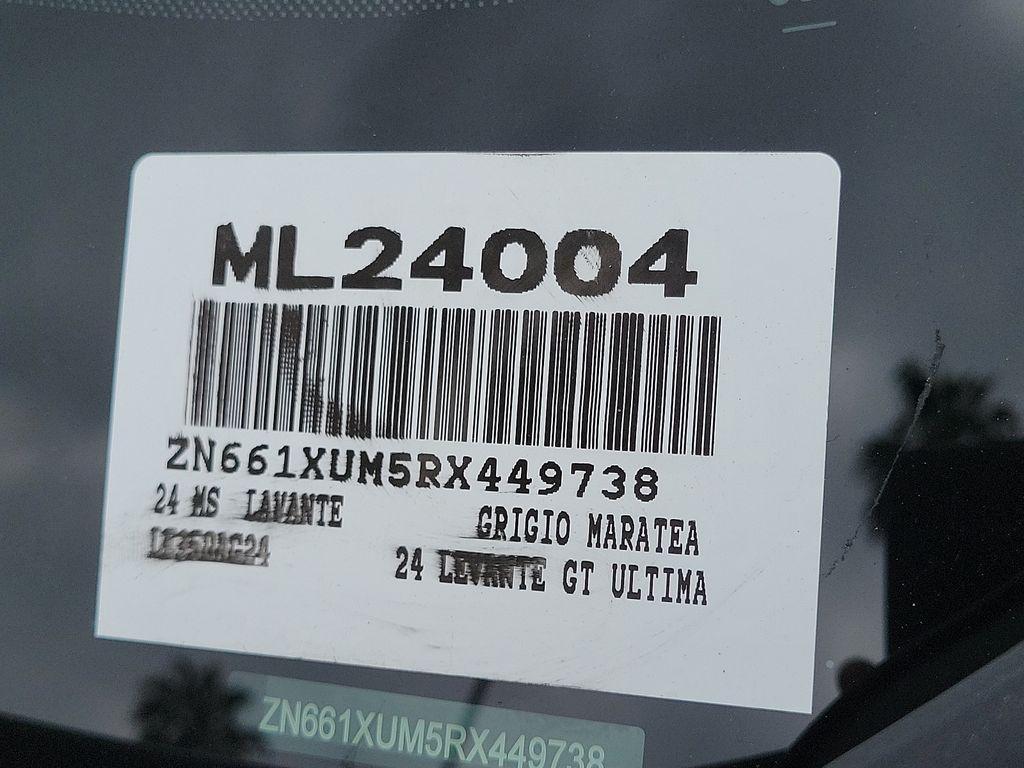 ML24004
ZN661XUM5RX449738
24 MS LAVANTE
GRIGIO MARATEA
24 LEVANTE GT ULTIMA
ZN661XUM5RX449738